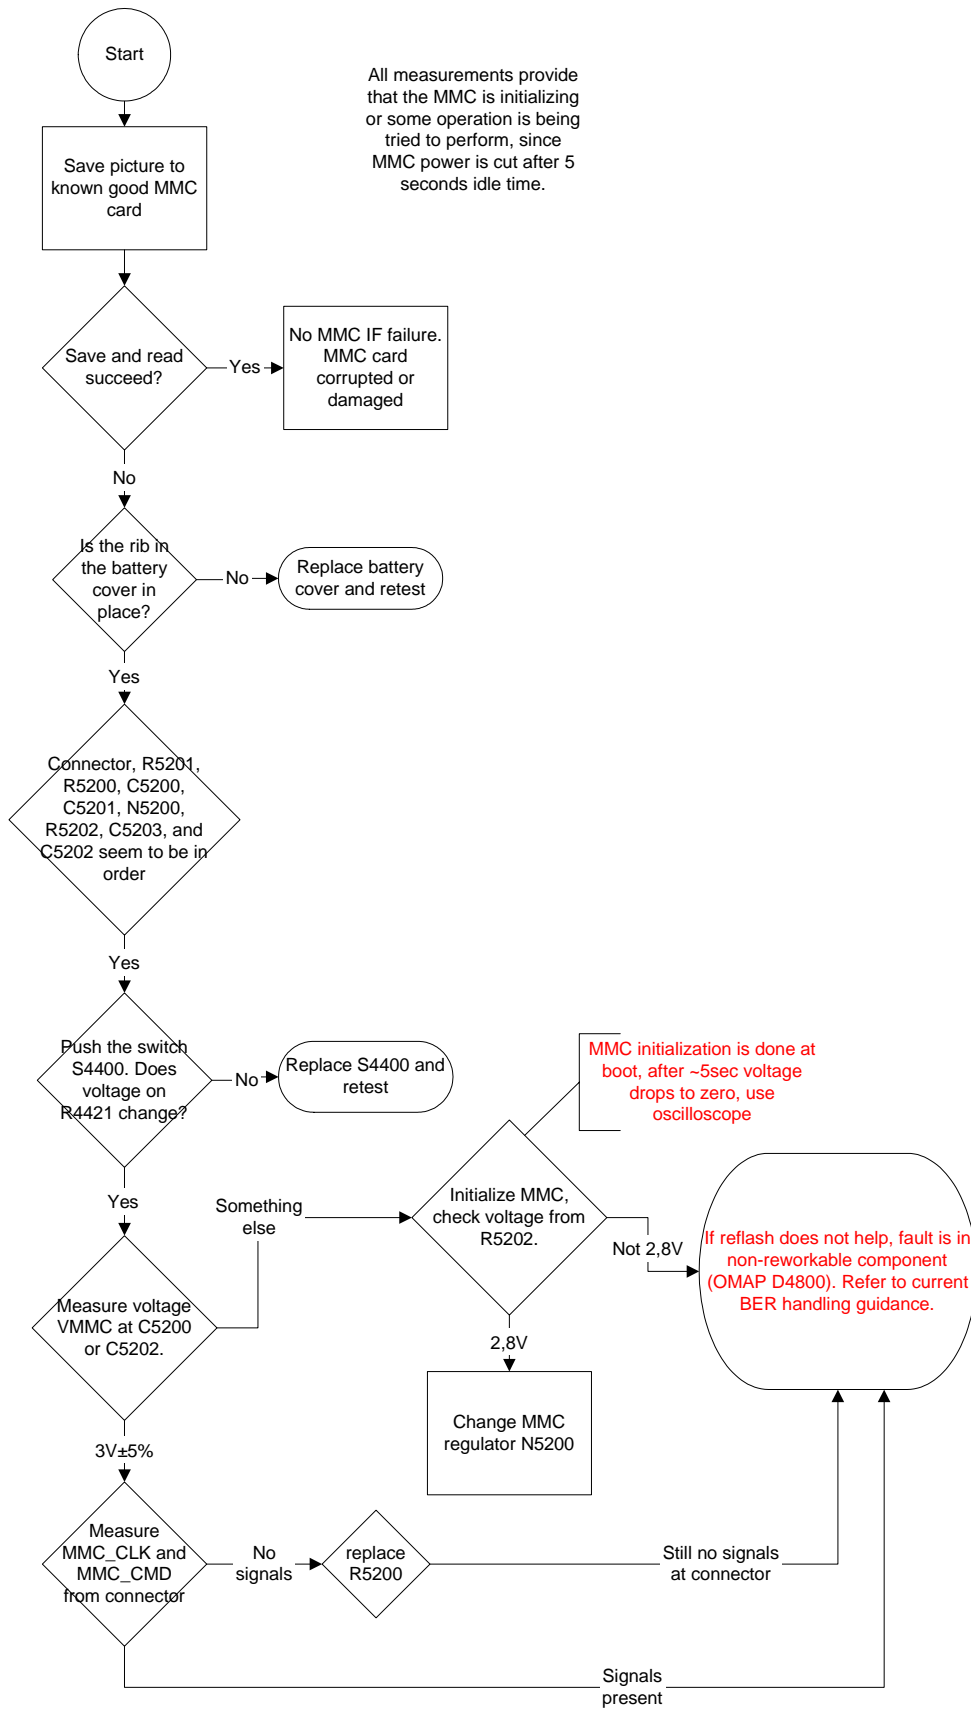 Start
All measurements provide
that the MMC is initializing
or some operation is being
tried to perform, since
MMC power is cut after 5
seconds idle time.
Save picture to
known good MMC
card
Save and read
succeed?
Yes
No MMC IF failure.
MMC card
corrupted or
damaged
No
Is the rib in
the battery
cover in
place?
No
Replace battery
cover and retest
Yes
Connector, R5201,
R5200, C5200,
C5201, N5200,
R5202, C5203, and
C5202 seem to be in
order
Yes
Push the switch
S4400. Does
voltage on
R4421 change?
No
Replace S4400 and
retest
MMC initialization is done at
boot, after ~5sec voltage
drops to zero, use
oscilloscope
Yes
Something
else
Initialize MMC,
check voltage from
R5202.
Not 2,8V
If reflash does not help, fault is in
non-reworkable component
(OMAP D4800). Refer to current
BER handling guidance.
Measure voltage
VMMC at C5200
or C5202.
2,8V
Change MMC
regulator N5200
3V±5%
Measure
MMC_CLK and
MMC_CMD
from connector
No
signals
replace
R5200
Still no signals
at connector
Signals
present